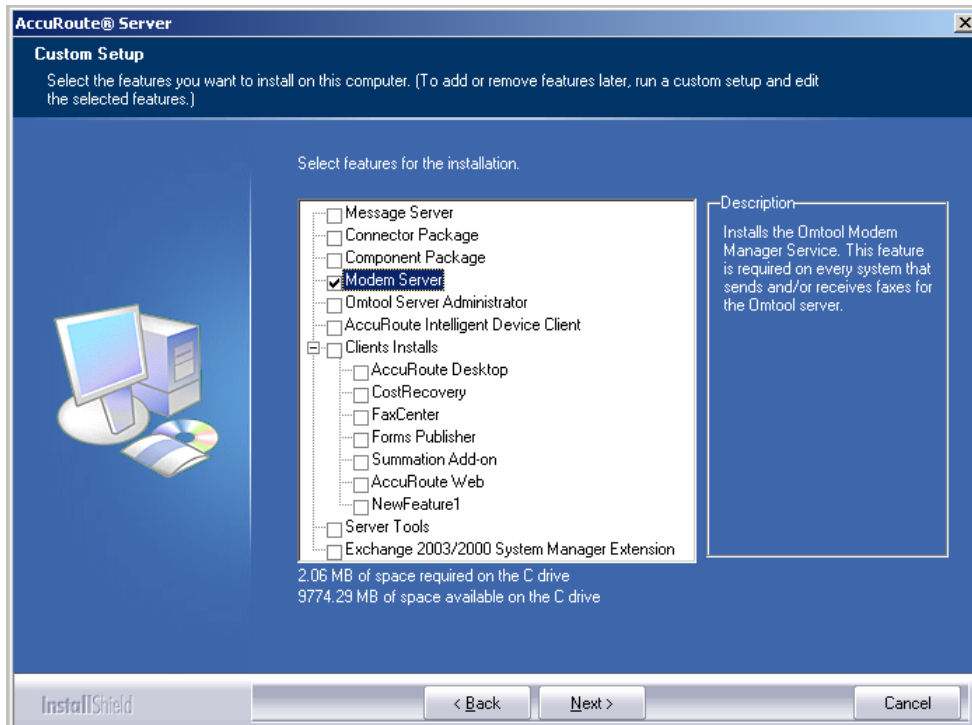 AccuRoute® Server
Custom Setup
Select the features you want to install on this computer. (To add or remove features later, run a custom setup and edit
the selected features.)
Select features for the installation.
Message Server
Connector Package
Component Package
Modem Server
Omtool Server Administrator
AccuRoute Intelligent Device Client
Clients Installs
AccuRoute Desktop
CostRecovery
FaxCenter
Forms Publisher
Summation Add-on
AccuRoute Web
NewFeature1
Server Tools
Exchange 2003/2000 System Manager Extension
Description
Installs the Omtool Modem
Manager Service. This feature
is required on every system that
sends and/or receives faxes for
the Omtool server.
2.06 MB of space required on the C drive
9774.29 MB of space available on the C drive
InstallShield
< Back
Next >
Cancel